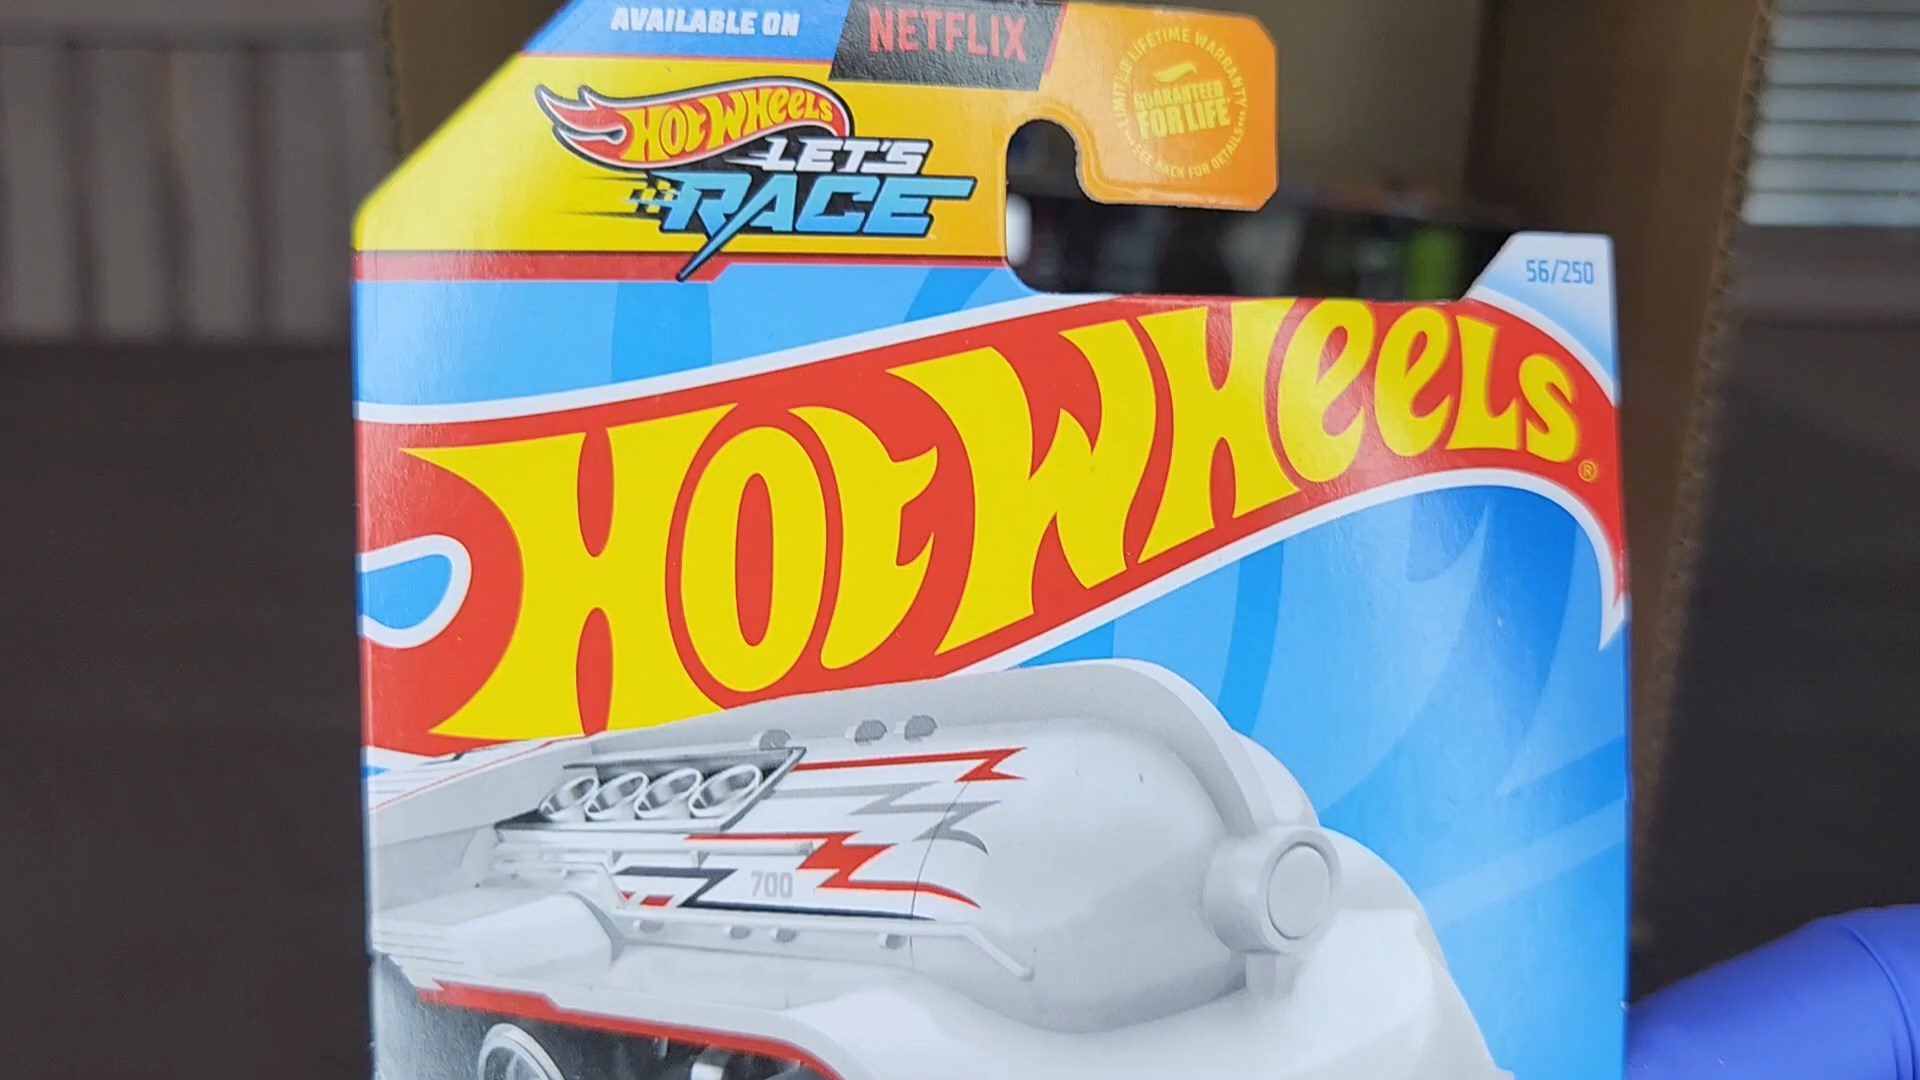 AVAILABLE ON NETFLIX
HOT WHEELS
LET'S
RACE
LIMITED LIFETIME WARRANTY
GUARANTEED
FOR LIFE
SEE BACK FOR DETAILS
56/250
HOT WHEELS®
700